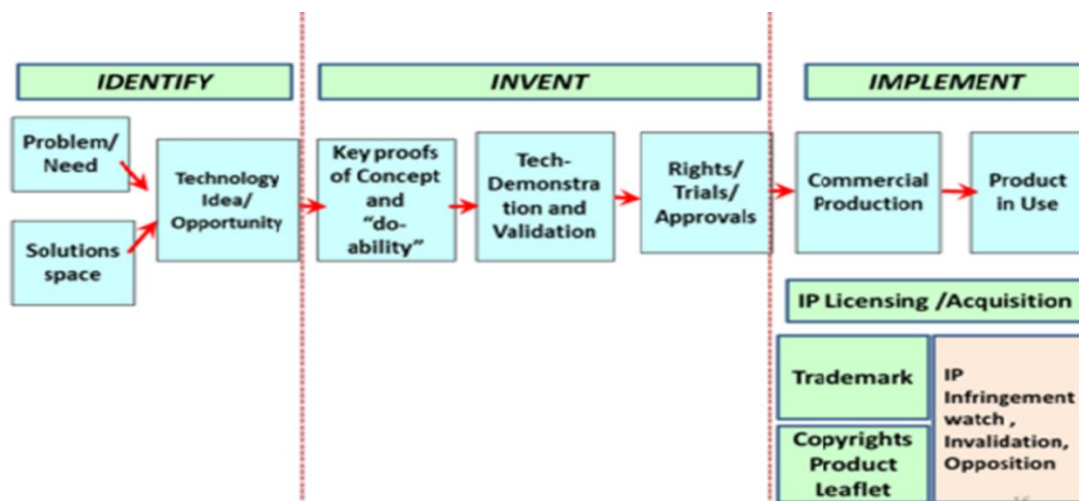 IDENTIFY
INVENT
IMPLEMENT
Problem/
Need
Solutions
space
Technology
Idea/
Opportunity
Key proofs
of Concept
and
“do-
ability”
Tech-
Demonstra
tion and
Validation
Rights/
Trials/
Approvals
Commercial
Production
Product
in Use
IP Licensing /Acquisition
Trademark
Copyrights
Product
Leaflet
IP
Infringement
watch ,
Invalidation,
Opposition